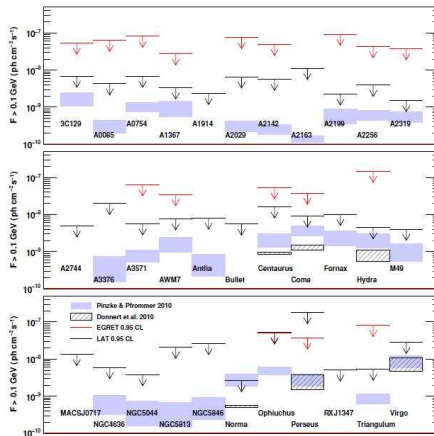 F > 0.1 GeV (ph cm⁻² s⁻¹)
10⁻⁷
10⁻⁸
10⁻⁹
10⁻¹⁰
3C129 A0754 A1914 A2142 A2199 A2319
A0085 A1367 A2029 A2163 A2256
F > 0.1 GeV (ph cm⁻² s⁻¹)
10⁻⁷
10⁻⁸
10⁻⁹
10⁻¹⁰
A2744 A3571 Antlia Centaurus Fornax M49
A3376 AWM7 Bullet Coma Hydra
F > 0.1 GeV (ph cm⁻² s⁻¹)
Pinzke & Pfrommer 2010
Donnert et al. 2010
EGRET 0.95 CL
LAT 0.95 CL
10⁻⁷
10⁻⁸
10⁻⁹
10⁻¹⁰
MACSJ0717 NGC5044 NGC5846 Ophiuchus RXJ1347 Virgo
NGC4636 NGC5813 Norma Perseus Triangulum